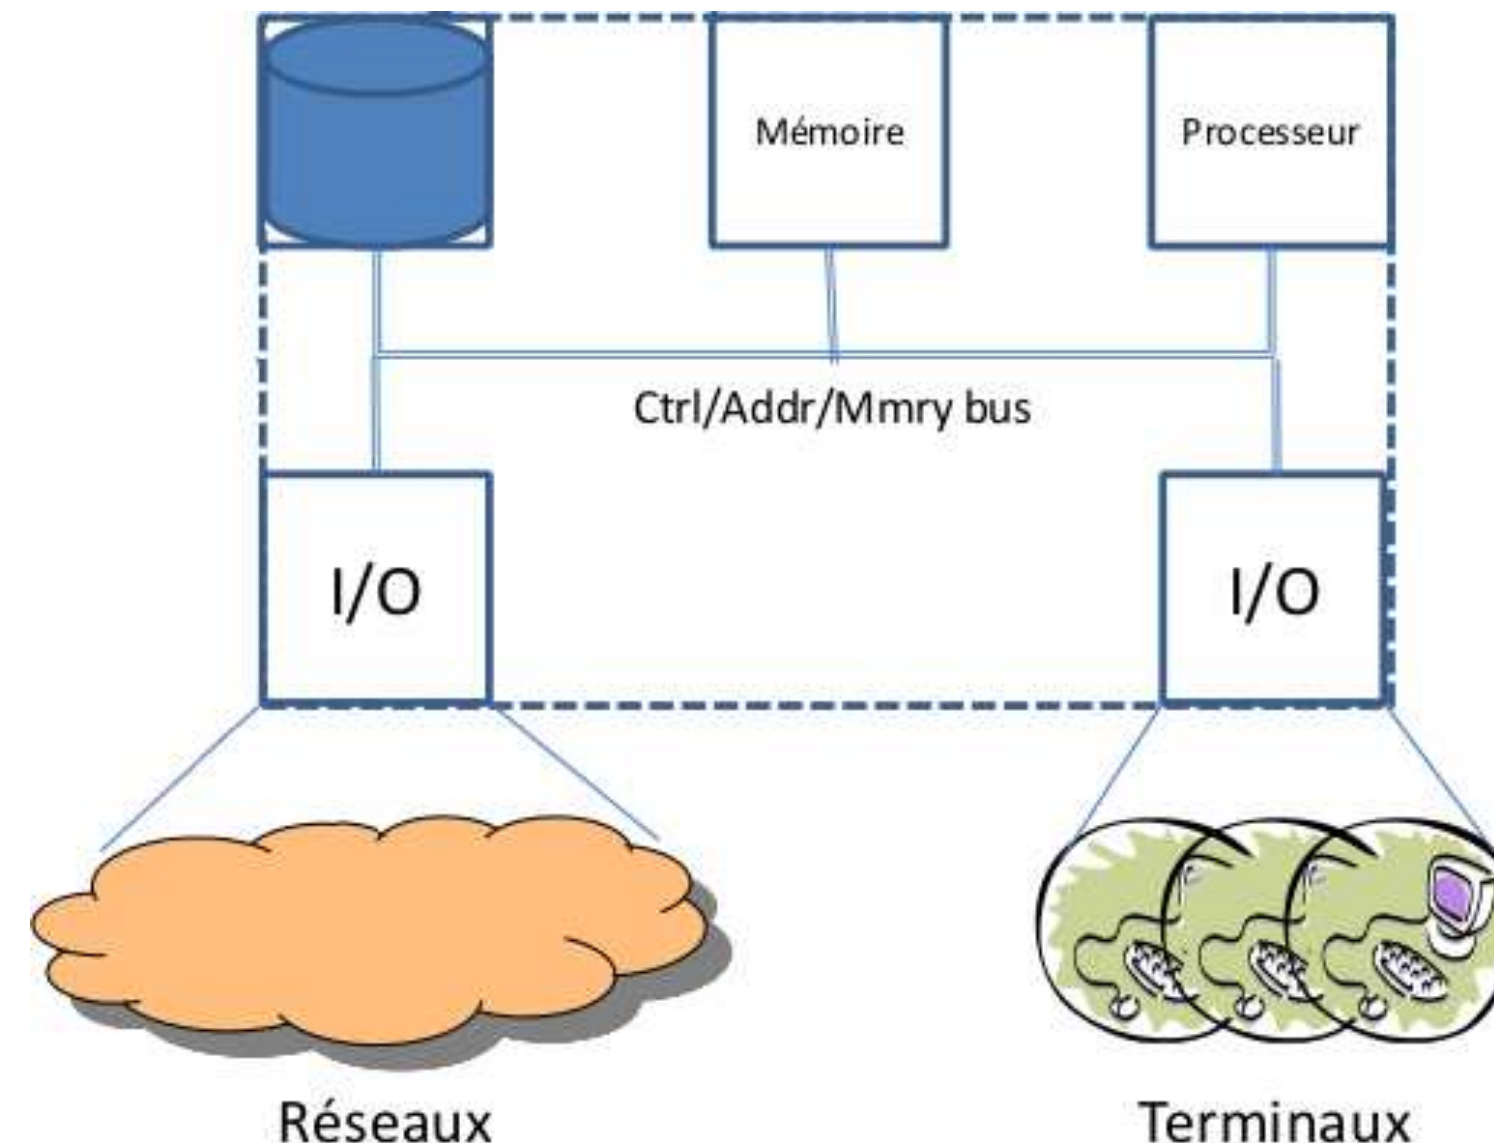 Mémoire
Processeur
Ctrl/Addr/Mmry bus
I/O
I/O
Réseaux
Terminaux